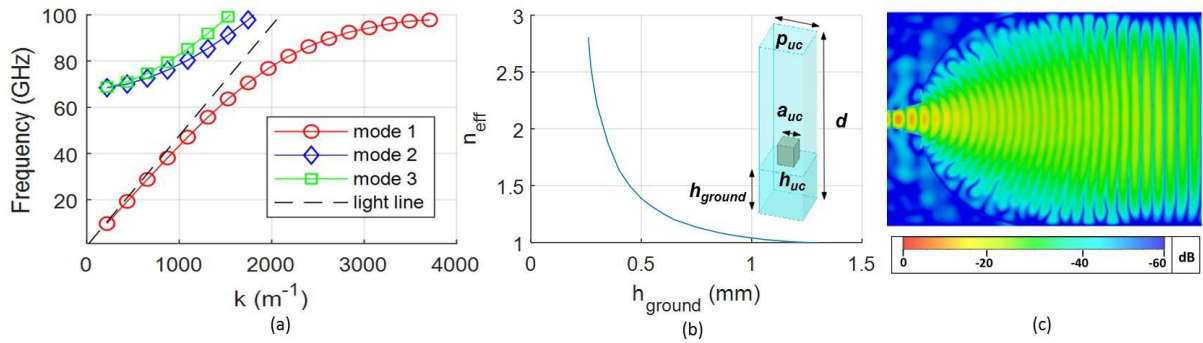 100
80
60
40
20
Frequency (GHz)
mode 1
mode 2
mode 3
light line
0
1000
2000
3000
4000
k (m⁻¹)
(a)
3
2.5
2
1.5
1
n_eff
p_uc
a_uc
d
h_uc
h_ground
0
0.5
1
1.5
h_ground (mm)
(b)
0
-20
-40
-60
dB
(c)